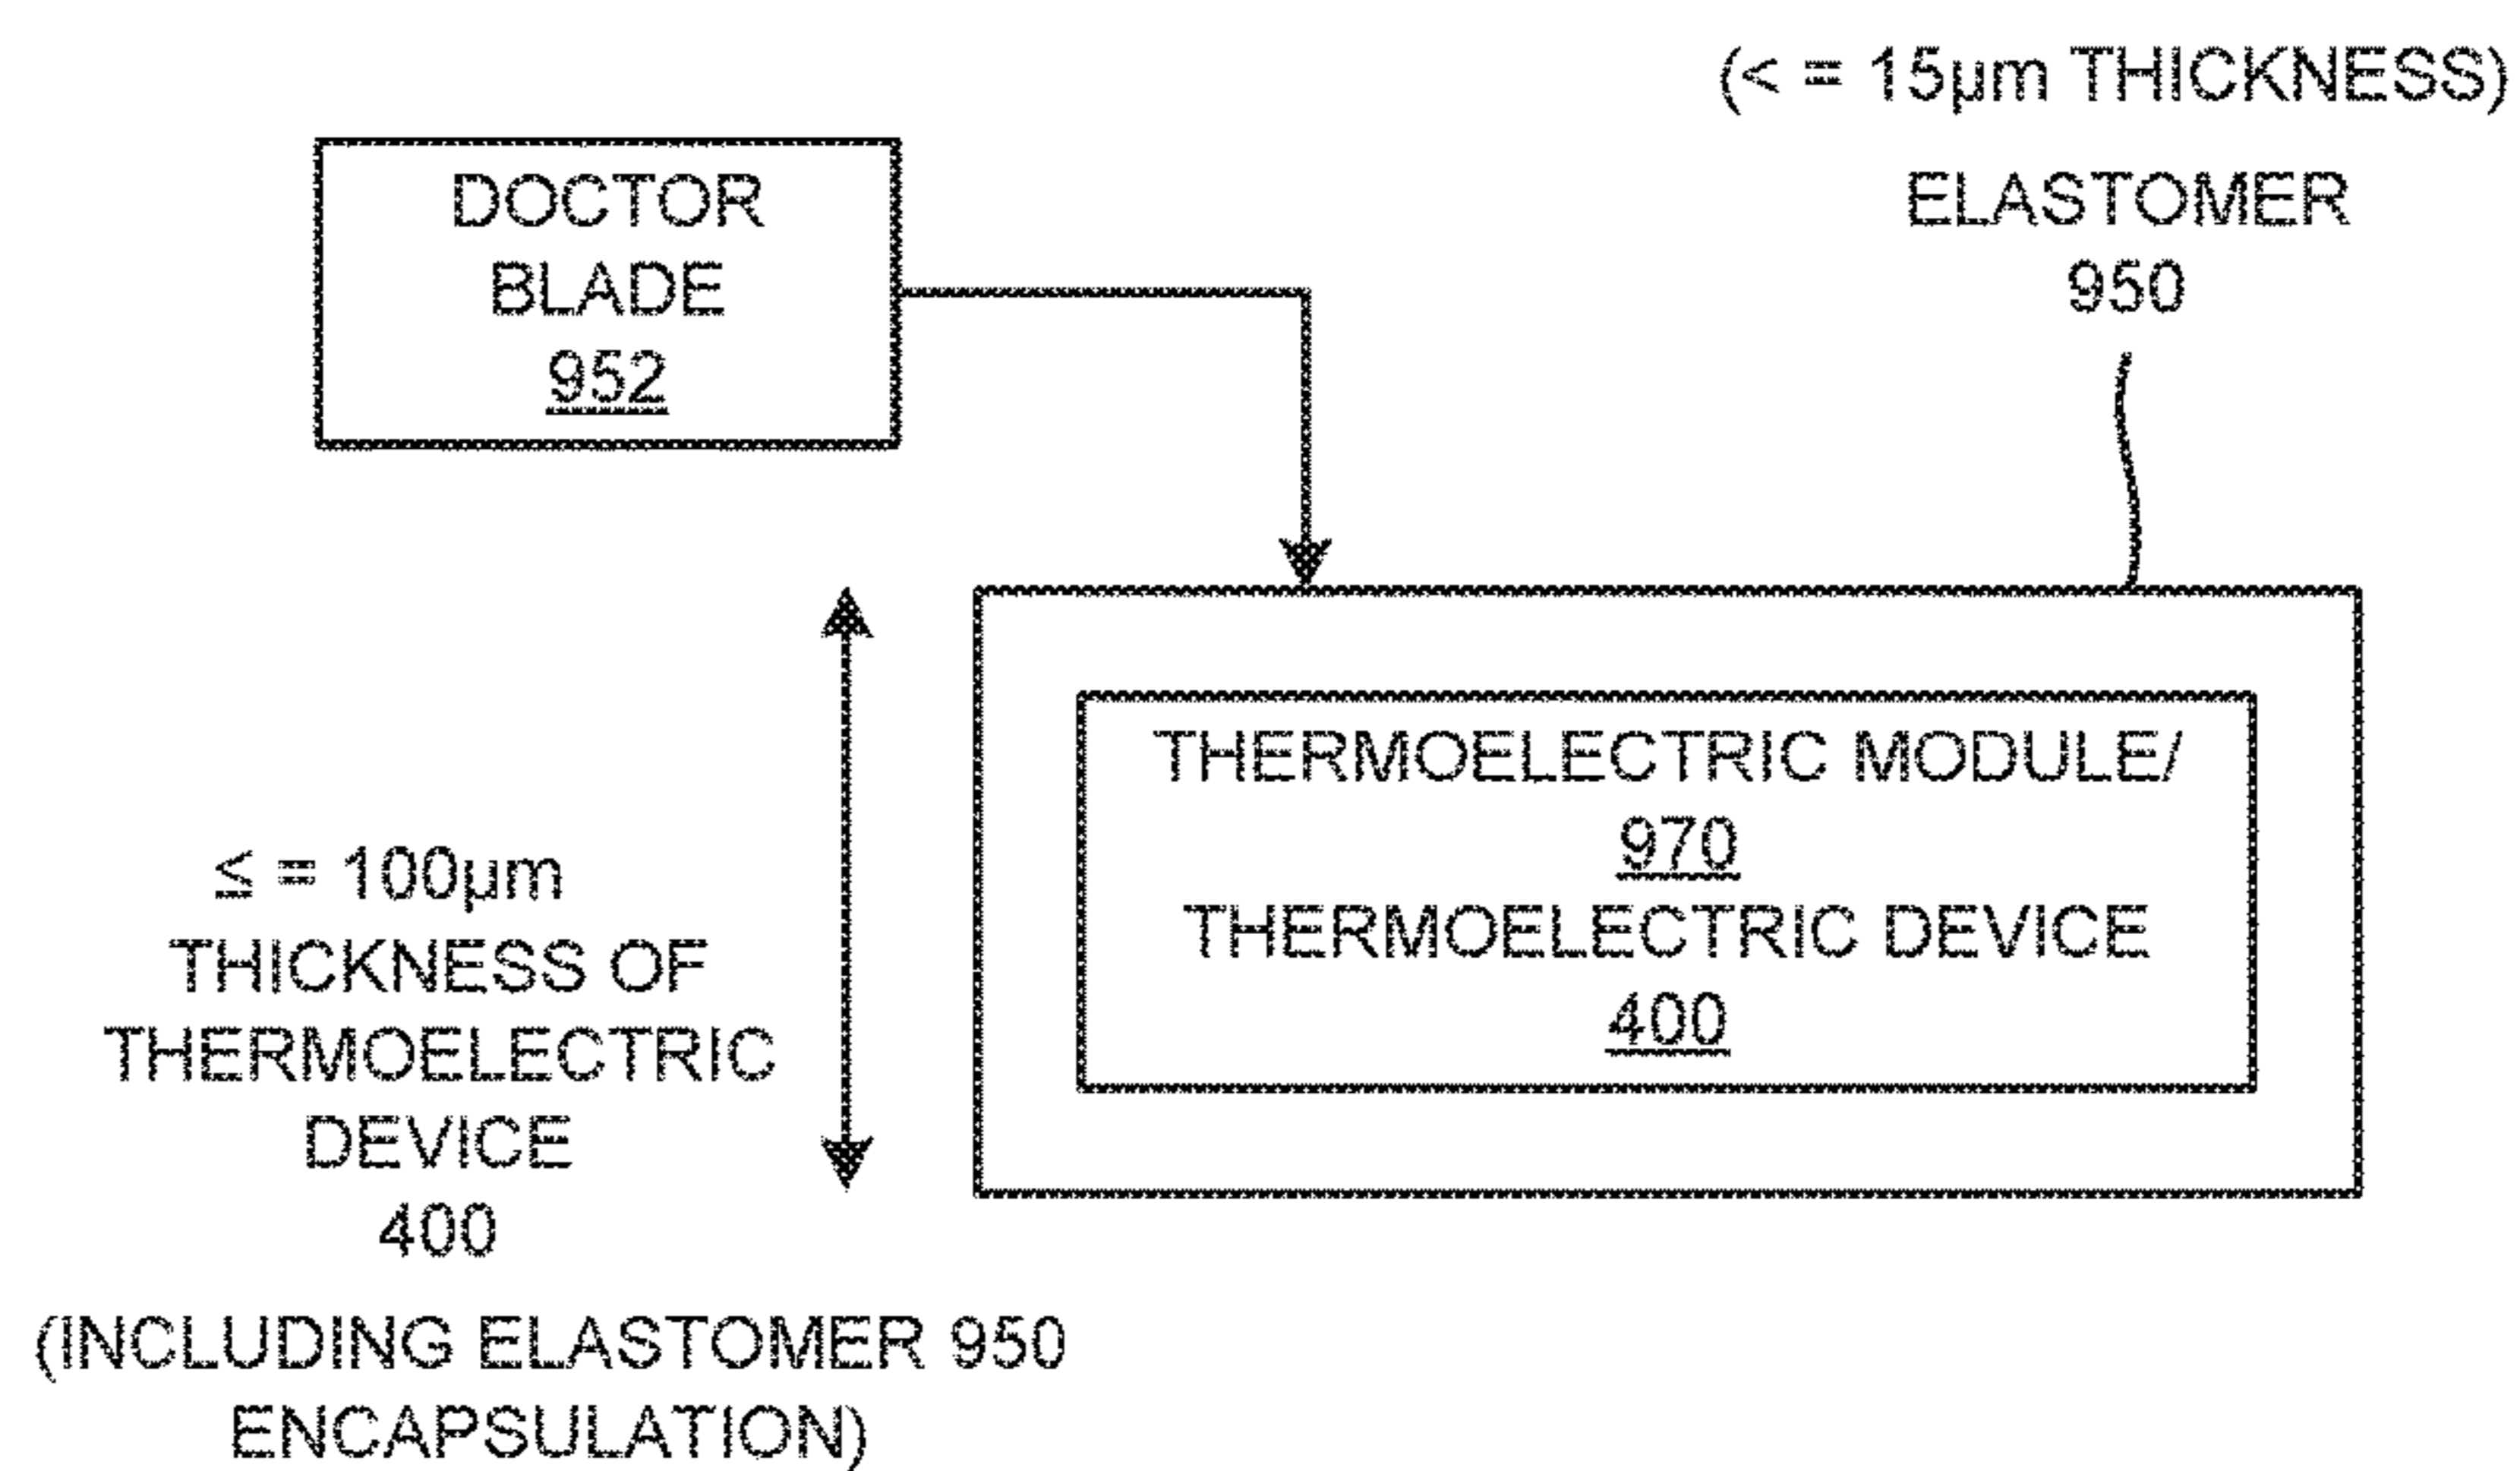 (< = 15µm THICKNESS)
ELASTOMER
950
DOCTOR
BLADE
952
THERMOELECTRIC MODULE/
970
THERMOELECTRIC DEVICE
400
≤ = 100µm
THICKNESS OF
THERMOELECTRIC
DEVICE
400
(INCLUDING ELASTOMER 950
ENCAPSULATION)